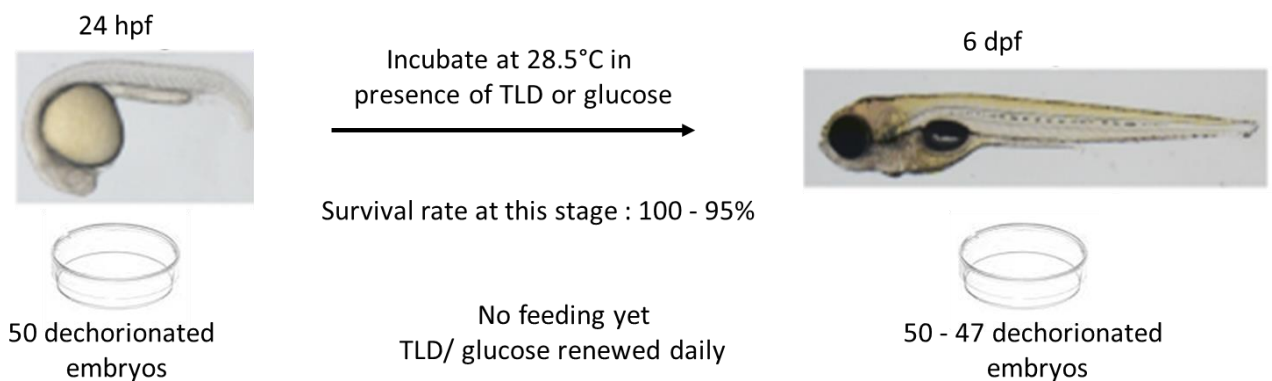 24 hpf
Incubate at 28.5°C in
presence of TLD or glucose
6 dpf
Survival rate at this stage : 100 - 95%
50 dechorionated
embryos
No feeding yet
TLD/ glucose renewed daily
50 - 47 dechorionated
embryos